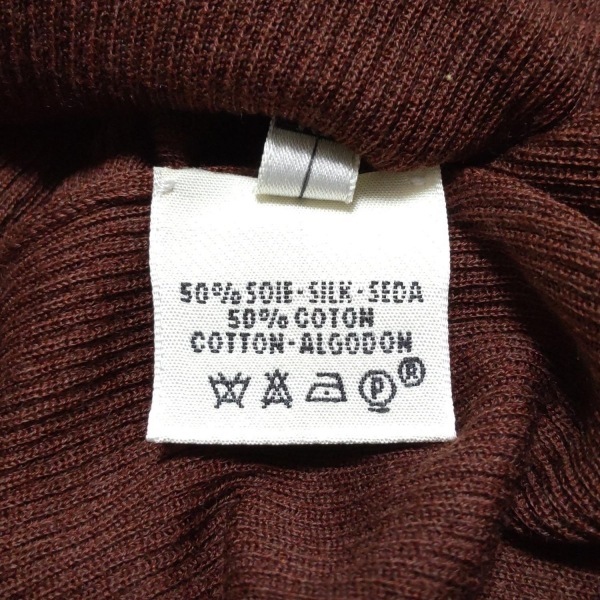 50% SOIE-SILK-SEDA
50% COTON
COTTON-ALGODON
P ®